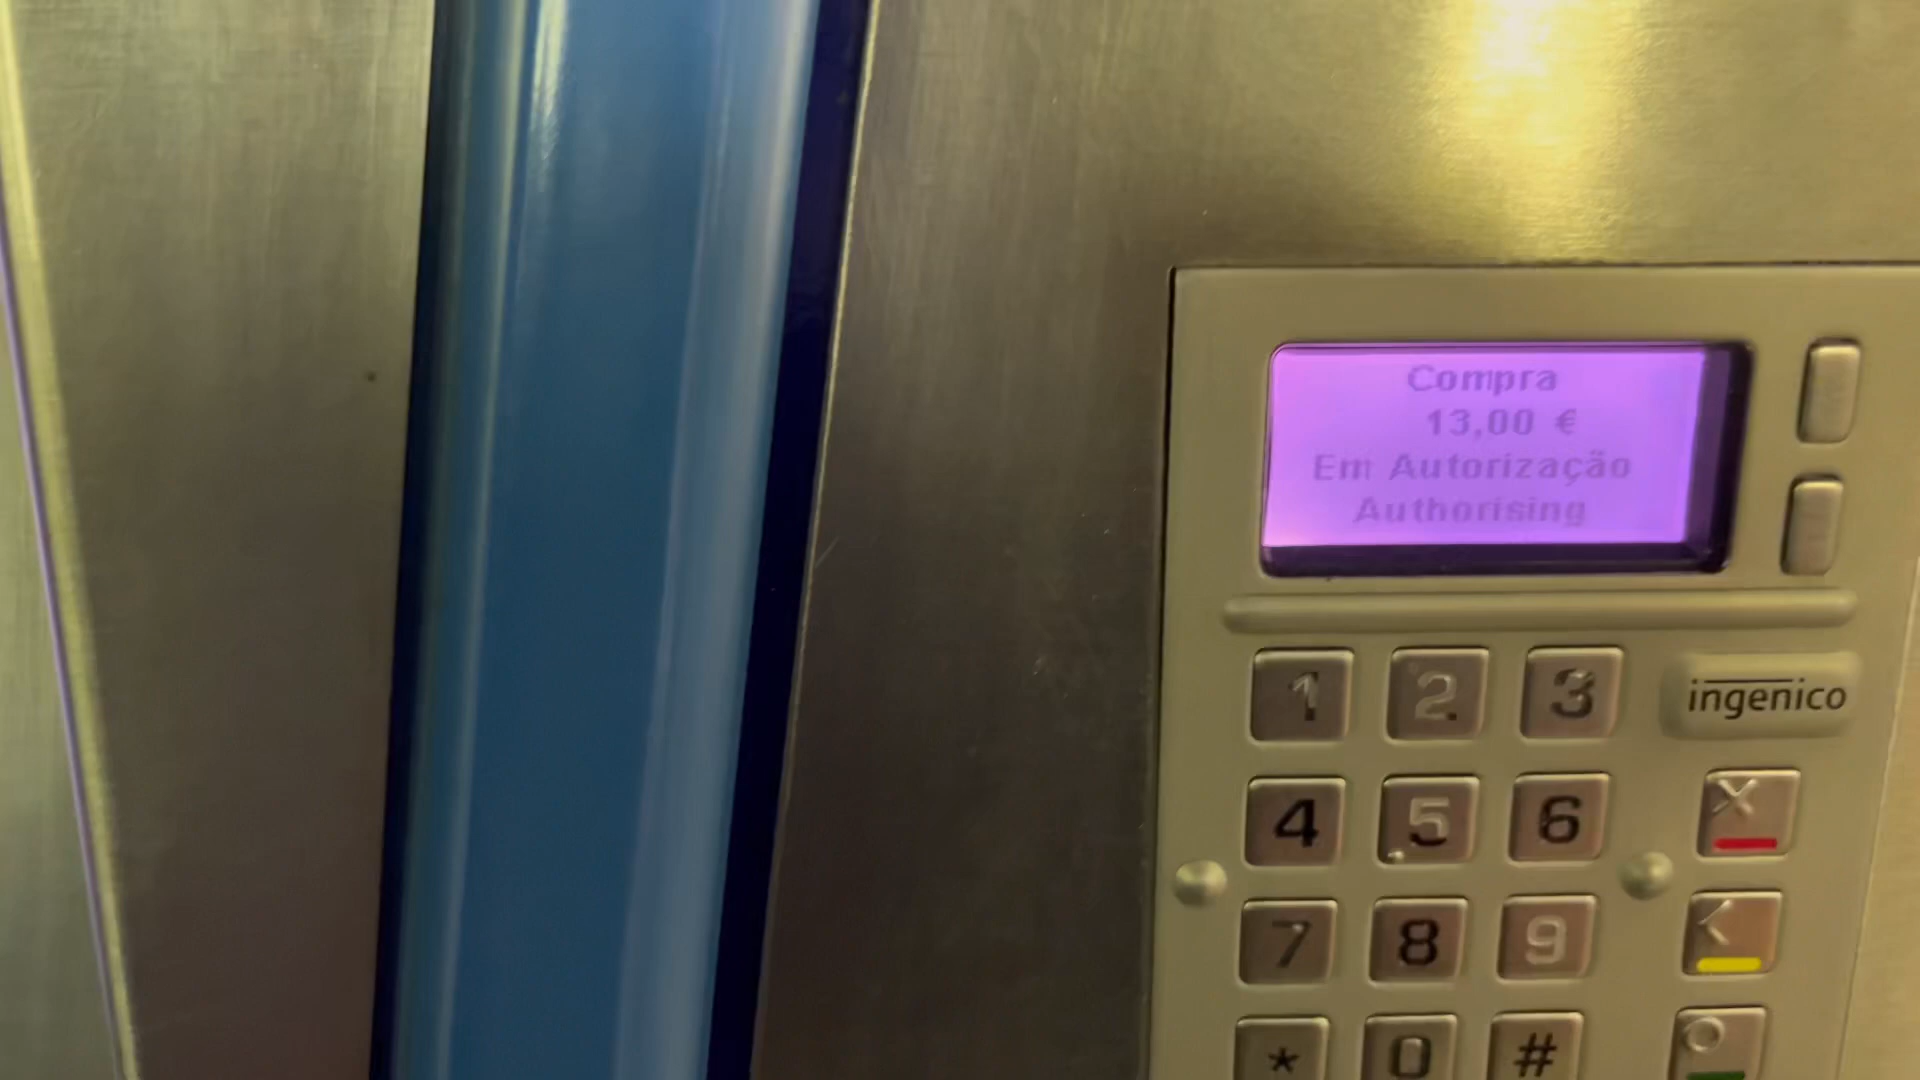 Compra
13,00 €
Em Autorização
Authorising
1 2 3
ingenico
4 5 6
7 8 9
* 0 #